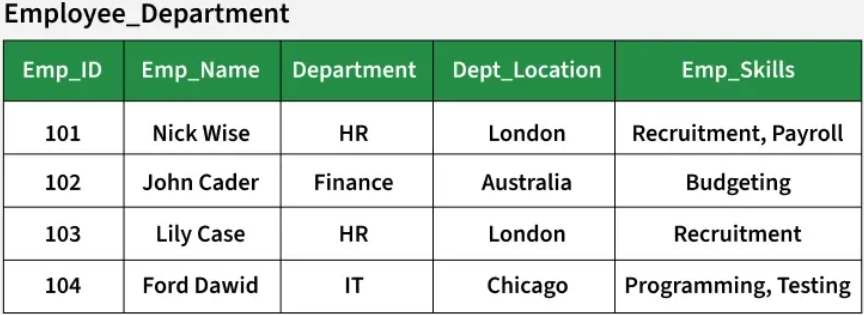 Employee_Department
Emp_ID Emp_Name Department Dept_Location Emp_Skills
101 Nick Wise HR London Recruitment, Payroll
102 John Cader Finance Australia Budgeting
103 Lily Case HR London Recruitment
104 Ford Dawid IT Chicago Programming, Testing